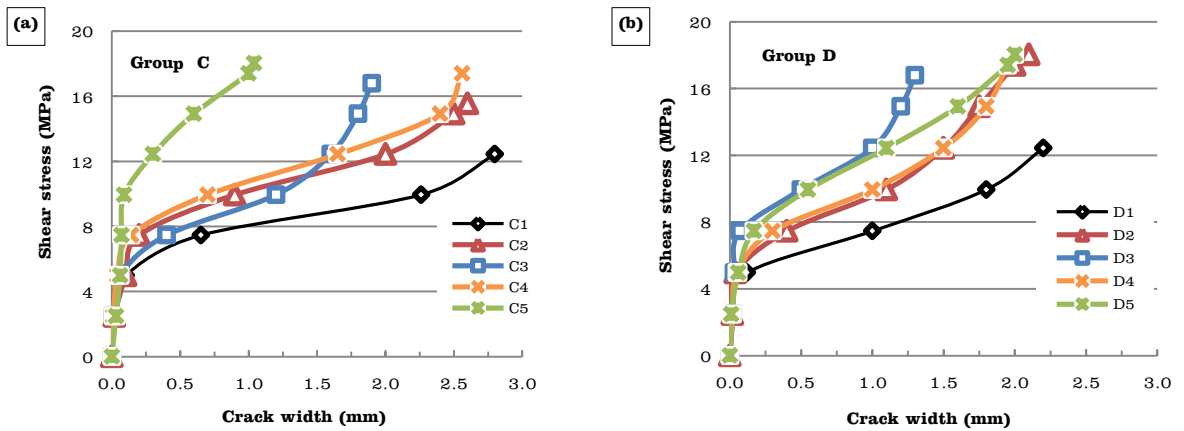 (a)
Group C
Shear stress (MPa)
20
16
12
8
4
0
0.0 0.5 1.0 1.5 2.0 2.5 3.0
Crack width (mm)
C1
C2
C3
C4
C5
(b)
Group D
Shear stress (MPa)
20
16
12
8
4
0
0.0 0.5 1.0 1.5 2.0 2.5 3.0
Crack width (mm)
D1
D2
D3
D4
D5